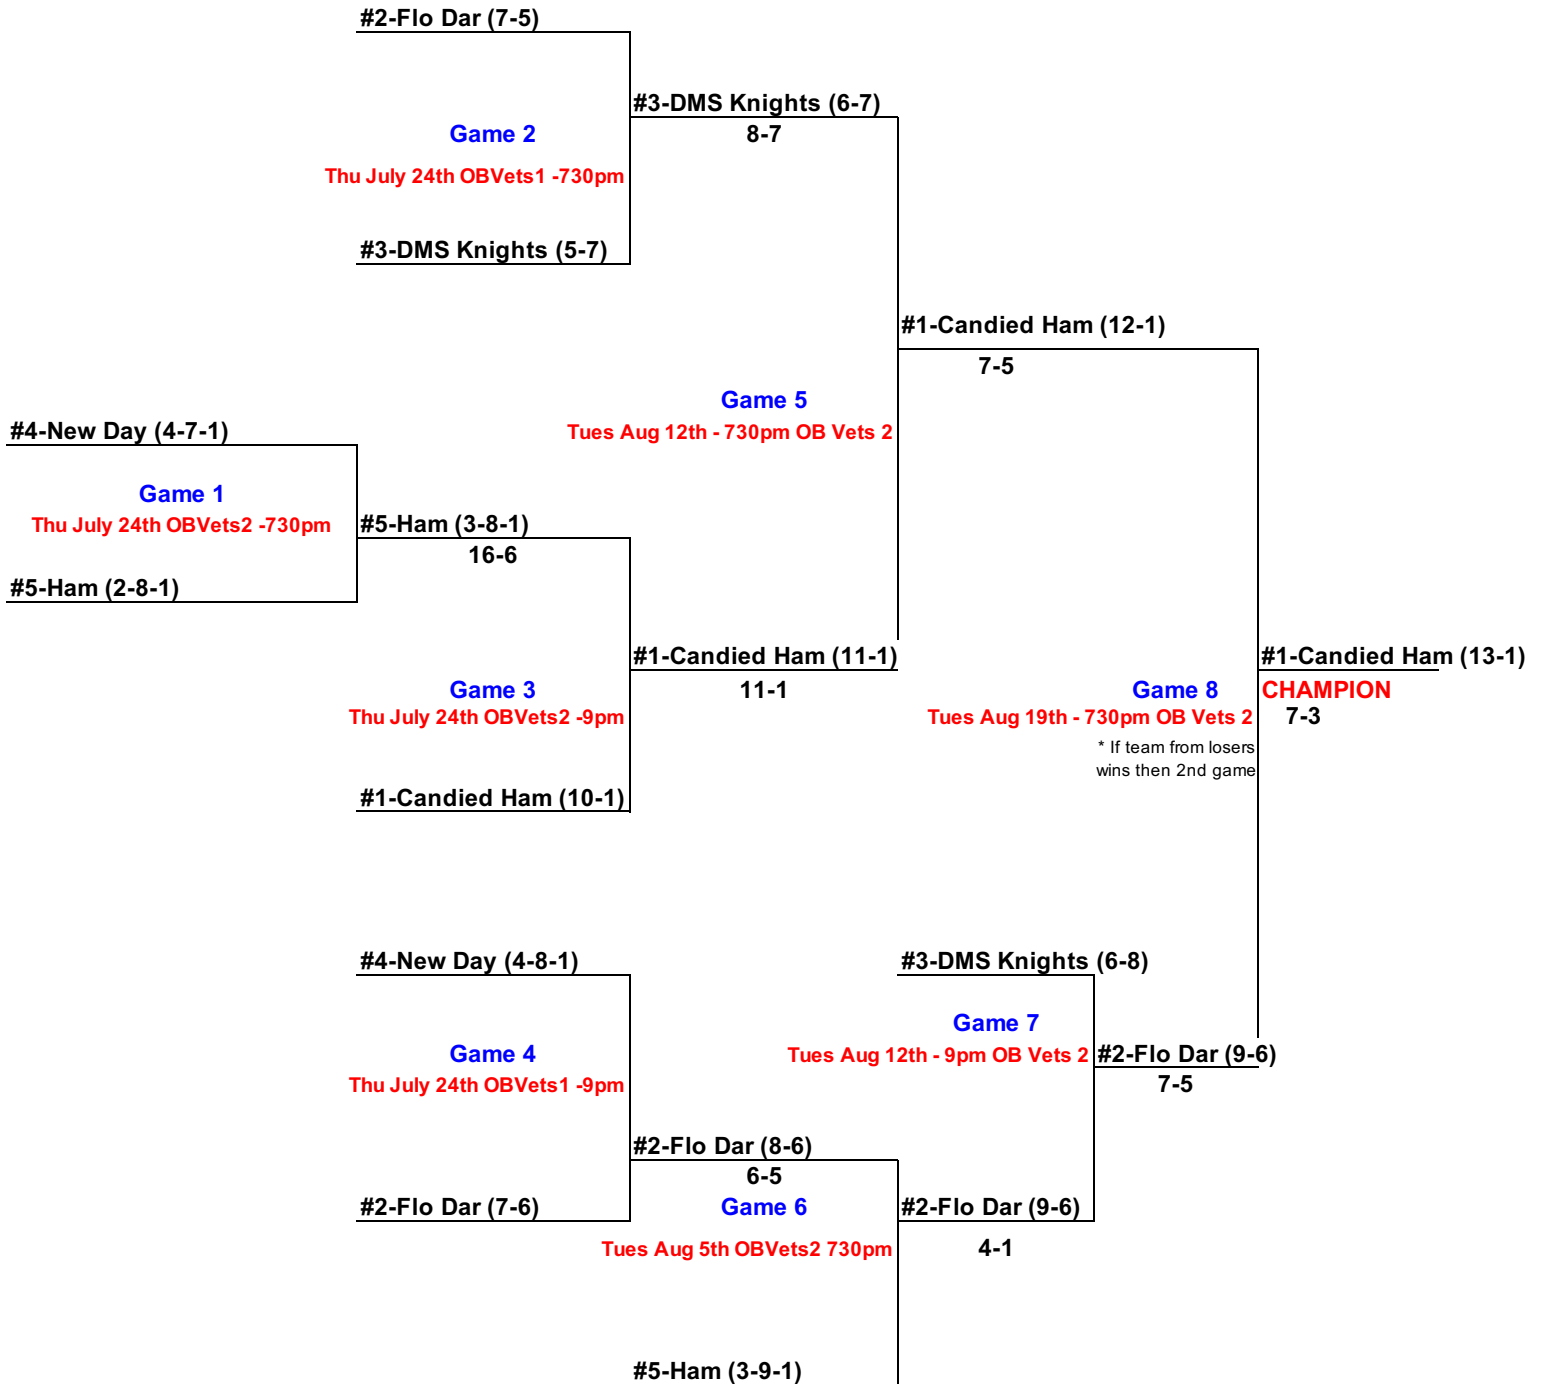 #2-Flo Dar (7-5)
#3-DMS Knights (6-7)
Game 2
8-7
Thu July 24th OBVets1 -730pm
#3-DMS Knights (5-7)
#1-Candied Ham (12-1)
7-5
Game 5
Tues Aug 12th - 730pm OB Vets 2
#4-New Day (4-7-1)
Game 1
Thu July 24th OBVets2 -730pm
#5-Ham (3-8-1)
16-6
#5-Ham (2-8-1)
#1-Candied Ham (11-1)
11-1
Game 3
Thu July 24th OBVets2 -9pm
#1-Candied Ham (10-1)
#1-Candied Ham (13-1)
Game 8
CHAMPION
Tues Aug 19th - 730pm OB Vets 2
7-3
* If team from losers
wins then 2nd game
#4-New Day (4-8-1)
#3-DMS Knights (6-8)
Game 7
Game 4
Tues Aug 12th - 9pm OB Vets 2
#2-Flo Dar (9-6)
Thu July 24th OBVets1 -9pm
7-5
#2-Flo Dar (8-6)
6-5
#2-Flo Dar (7-6)
Game 6
#2-Flo Dar (9-6)
Tues Aug 5th OBVets2 730pm
4-1
#5-Ham (3-9-1)